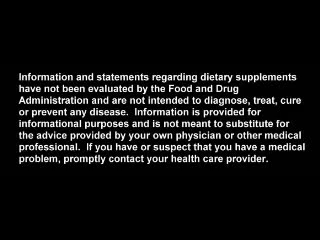 Information and statements regarding dietary supplements
have not been evaluated by the Food and Drug
Administration and are not intended to diagnose, treat, cure
or prevent any disease.  Information is provided for
informational purposes and is not meant to substitute for
the advice provided by your own physician or other medical
professional.  If you have or suspect that you have a medical
problem, promptly contact your health care provider.